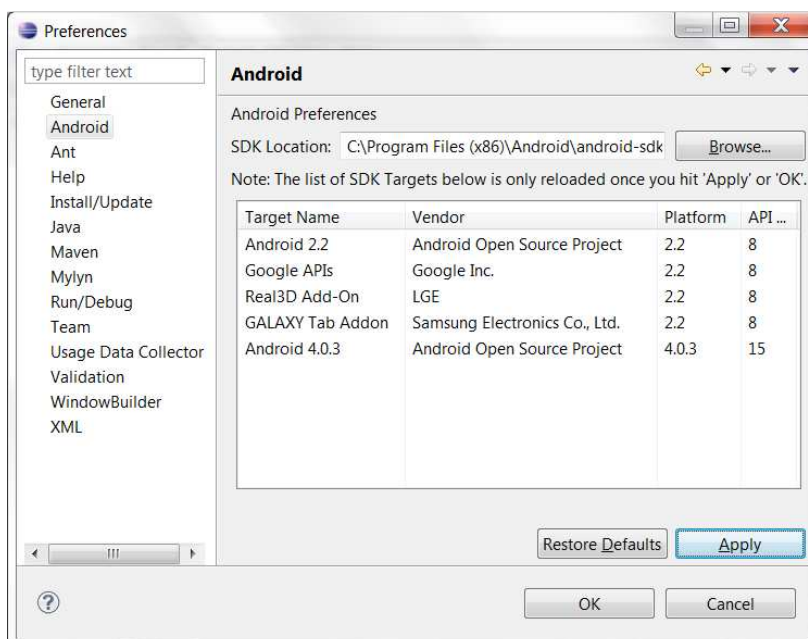 Preferences
type filter text
General
Android
Ant
Help
Install/Update
Java
Maven
Mylyn
Run/Debug
Team
Usage Data Collector
Validation
WindowBuilder
XML
Android
Android Preferences
SDK Location: C:\Program Files (x86)\Android\android-sdk Browse...
Note: The list of SDK Targets below is only reloaded once you hit 'Apply' or 'OK'.
Target Name Vendor Platform API ...
Android 2.2 Android Open Source Project 2.2 8
Google APIs Google Inc. 2.2 8
Real3D Add-On LGE 2.2 8
GALAXY Tab Addon Samsung Electronics Co., Ltd. 2.2 8
Android 4.0.3 Android Open Source Project 4.0.3 15
Restore Defaults Apply
OK Cancel